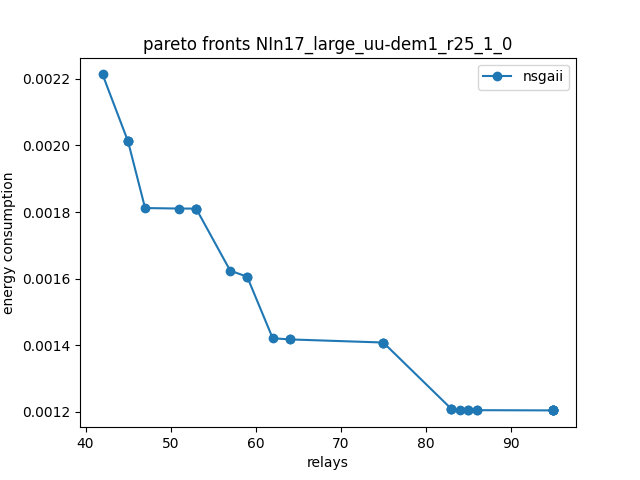 pareto fronts NIn17_large_uu-dem1_r25_1_0
nsgaii
energy consumption
0.0022
0.0020
0.0018
0.0016
0.0014
0.0012
40 50 60 70 80 90
relays